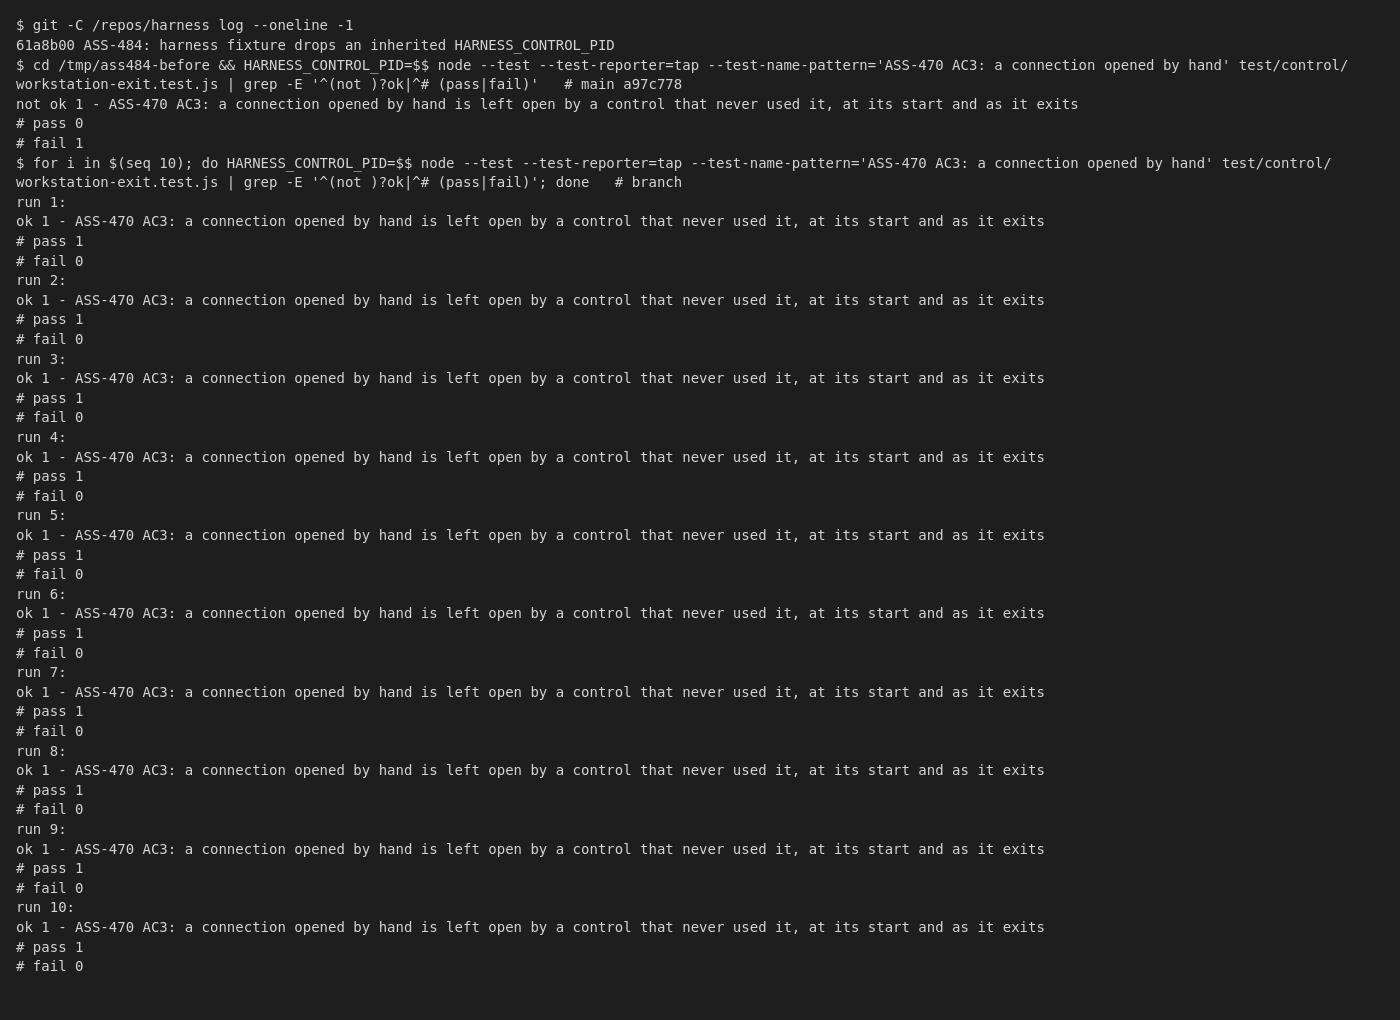 $ git -C /repos/harness log --oneline -1
61a8b00 ASS-484: harness fixture drops an inherited HARNESS_CONTROL_PID
$ cd /tmp/ass484-before && HARNESS_CONTROL_PID=$$ node --test --test-reporter=tap --test-name-pattern='ASS-470 AC3: a connection opened by hand' test/control/
workstation-exit.test.js | grep -E '^(not )?ok|^# (pass|fail)'   # main a97c778
not ok 1 - ASS-470 AC3: a connection opened by hand is left open by a control that never used it, at its start and as it exits
# pass 0
# fail 1
$ for i in $(seq 10); do HARNESS_CONTROL_PID=$$ node --test --test-reporter=tap --test-name-pattern='ASS-470 AC3: a connection opened by hand' test/control/
workstation-exit.test.js | grep -E '^(not )?ok|^# (pass|fail)'; done   # branch
run 1:
ok 1 - ASS-470 AC3: a connection opened by hand is left open by a control that never used it, at its start and as it exits
# pass 1
# fail 0
run 2:
ok 1 - ASS-470 AC3: a connection opened by hand is left open by a control that never used it, at its start and as it exits
# pass 1
# fail 0
run 3:
ok 1 - ASS-470 AC3: a connection opened by hand is left open by a control that never used it, at its start and as it exits
# pass 1
# fail 0
run 4:
ok 1 - ASS-470 AC3: a connection opened by hand is left open by a control that never used it, at its start and as it exits
# pass 1
# fail 0
run 5:
ok 1 - ASS-470 AC3: a connection opened by hand is left open by a control that never used it, at its start and as it exits
# pass 1
# fail 0
run 6:
ok 1 - ASS-470 AC3: a connection opened by hand is left open by a control that never used it, at its start and as it exits
# pass 1
# fail 0
run 7:
ok 1 - ASS-470 AC3: a connection opened by hand is left open by a control that never used it, at its start and as it exits
# pass 1
# fail 0
run 8:
ok 1 - ASS-470 AC3: a connection opened by hand is left open by a control that never used it, at its start and as it exits
# pass 1
# fail 0
run 9:
ok 1 - ASS-470 AC3: a connection opened by hand is left open by a control that never used it, at its start and as it exits
# pass 1
# fail 0
run 10:
ok 1 - ASS-470 AC3: a connection opened by hand is left open by a control that never used it, at its start and as it exits
# pass 1
# fail 0